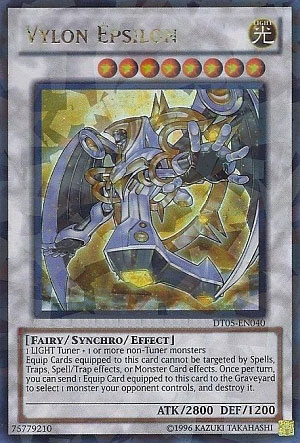 VYLON EPSILON
LIGHT
光
DT05-EN040
[FAIRY/SYNCHRO/EFFECT]
1 LIGHT Tuner + 1 or more non-Tuner monsters
Equip Cards equipped to this card cannot be targeted by Spells,
Traps, Spell/Trap effects, or Monster Card effects. Once per turn,
you can send 1 Equip Card equipped to this card to the Graveyard
to select 1 monster your opponent controls, and destroy it.
ATK/2800 DEF/1200
75779210
©1996 KAZUKI TAKAHASHI